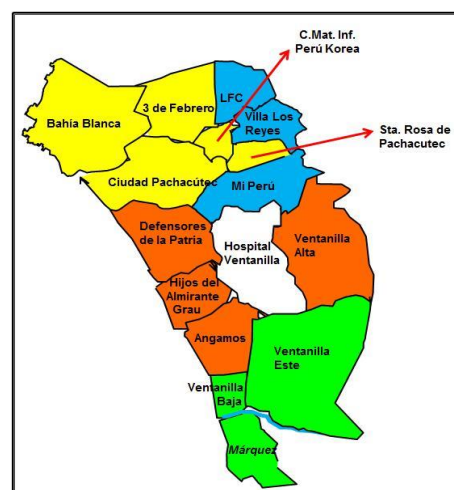 C.Mat. Inf.
Perú Korea
3 de Febrero
LFC
Bahía Blanca
Villa Los
Reyes
Sta. Rosa de
Pachacutec
Ciudad Pachacútec
Mi Perú
Defensores
de la Patria
Hospital
Ventanilla
Ventanilla
Alta
Hijos del
Almirante
Grau
Angamos
Ventanilla
Este
Ventanilla
Baja
Márquez